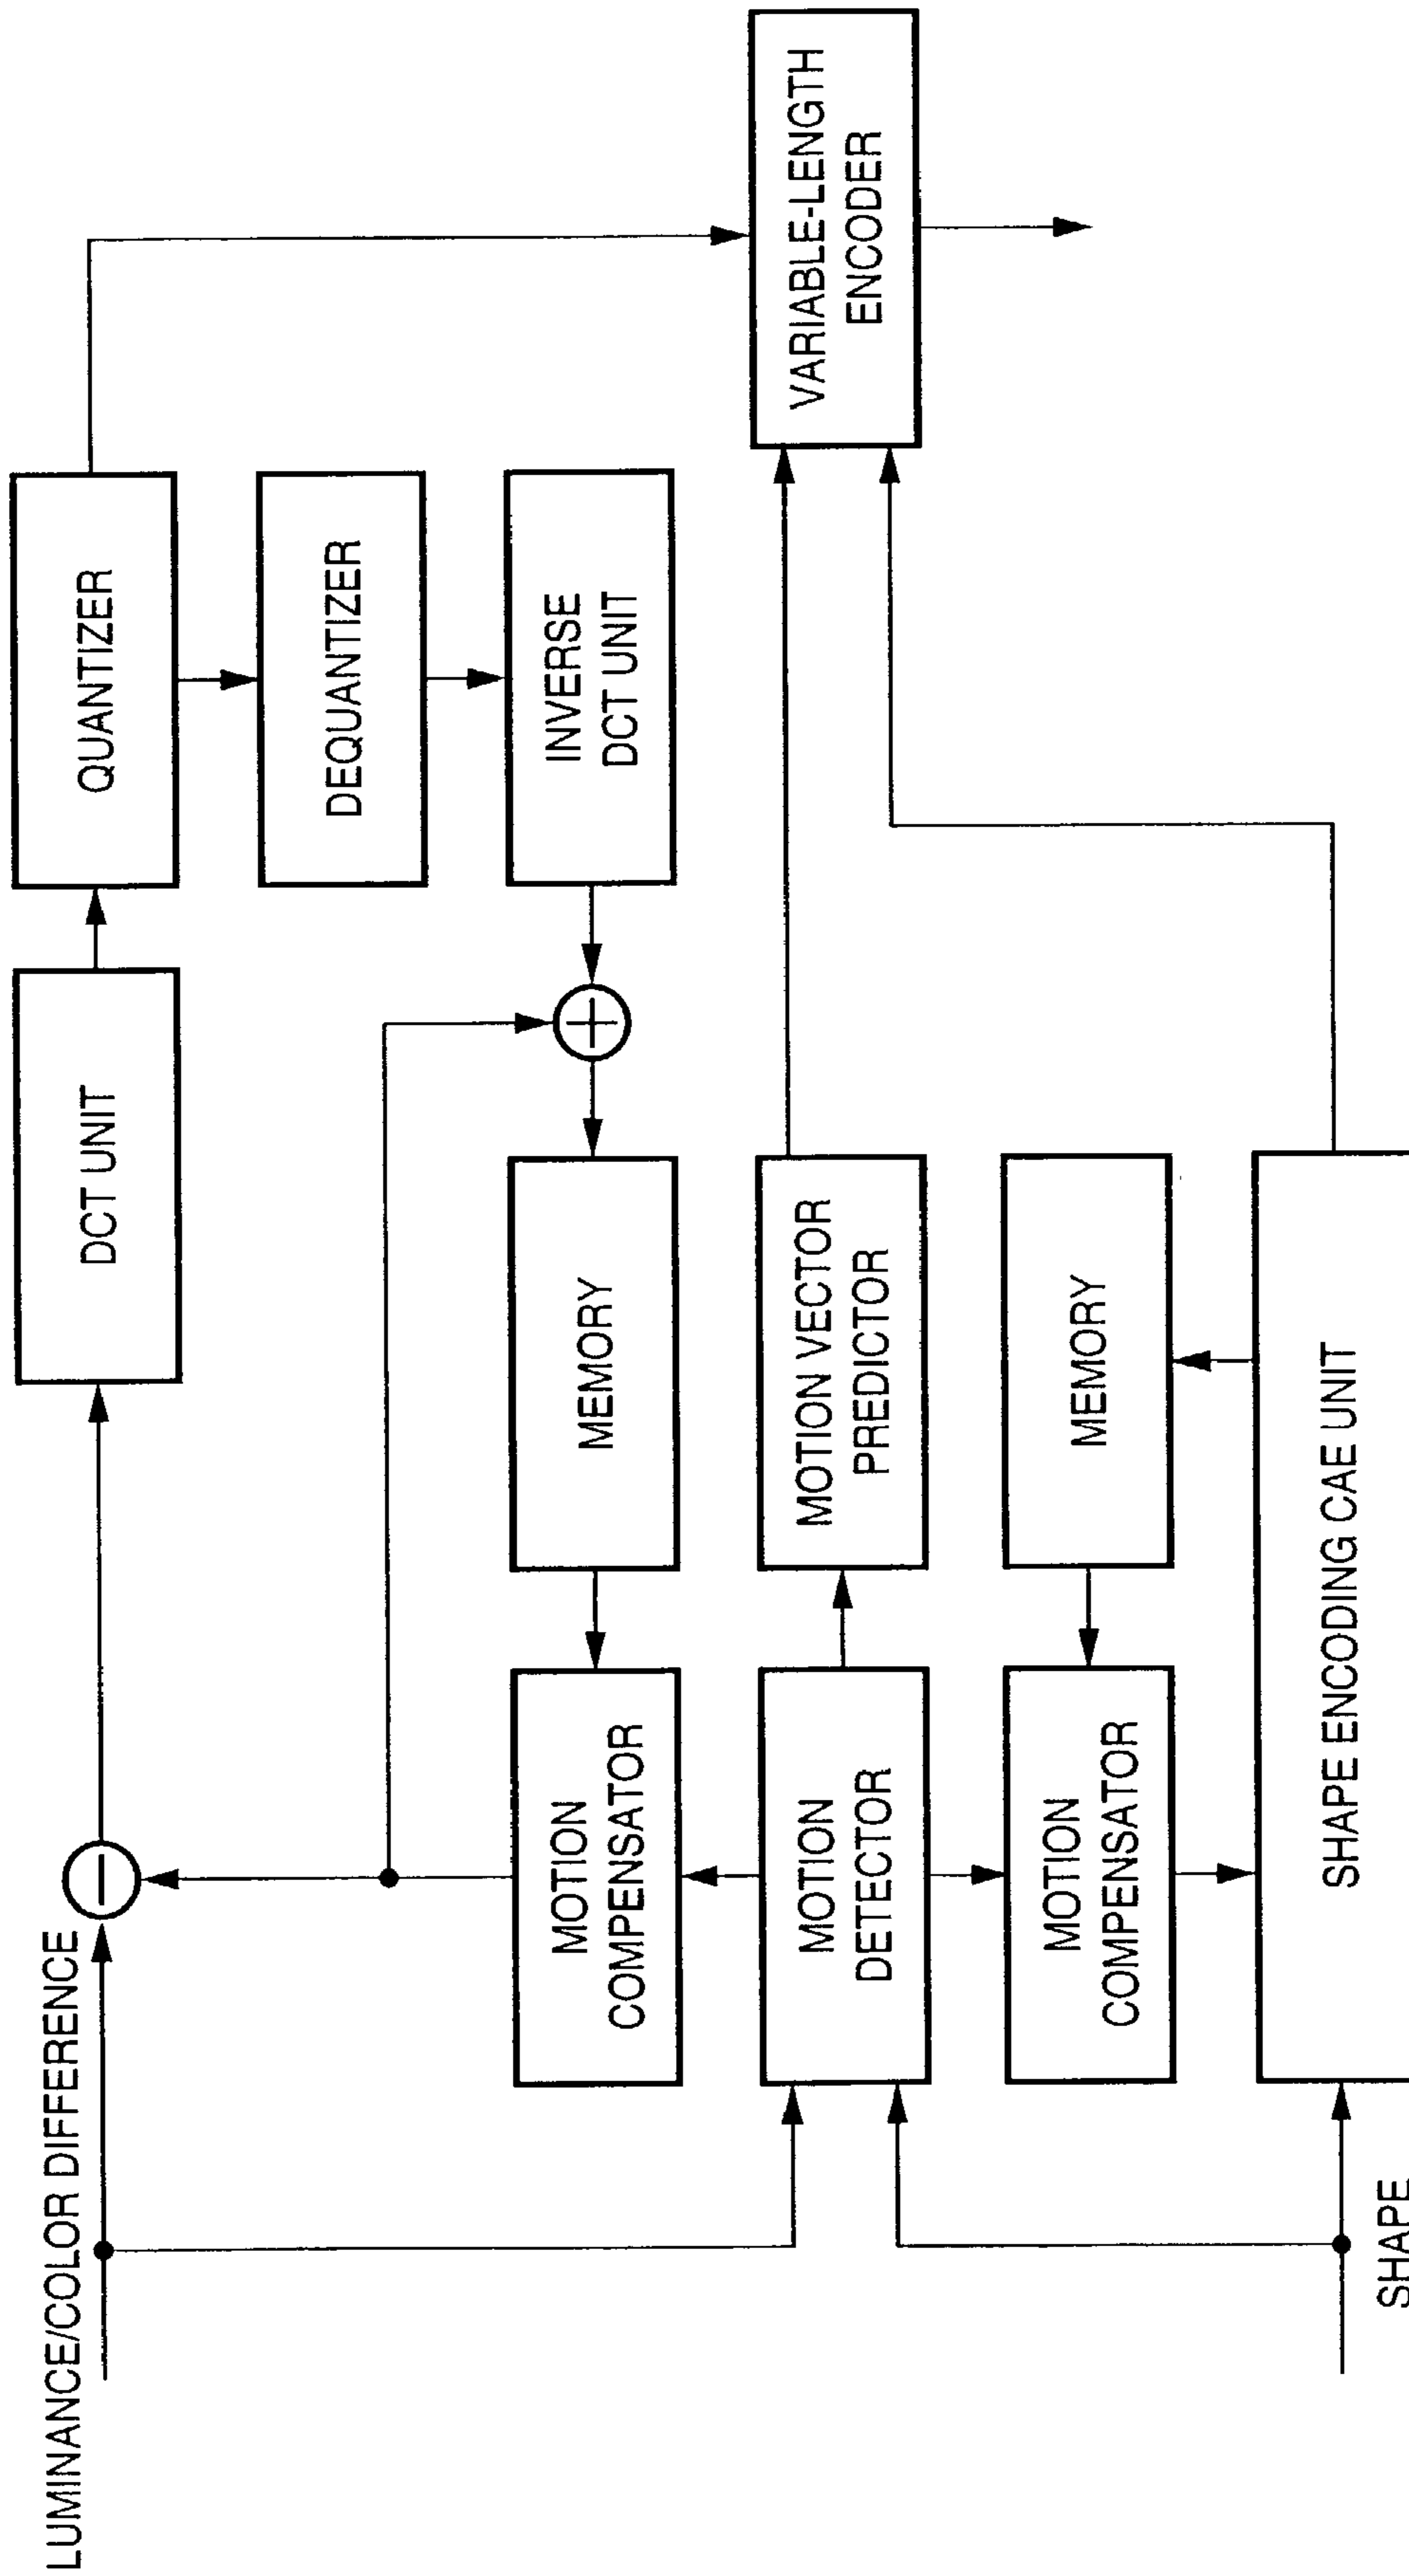 LUMINANCE/COLOR DIFFERENCE
DCT UNIT
QUANTIZER
DEQUANTIZER
INVERSE
DCT UNIT
MOTION
COMPENSATOR
MEMORY
MOTION
DETECTOR
MOTION VECTOR
PREDICTOR
VARIABLE-LENGTH
ENCODER
MOTION
COMPENSATOR
MEMORY
SHAPE ENCODING CAE UNIT
SHAPE